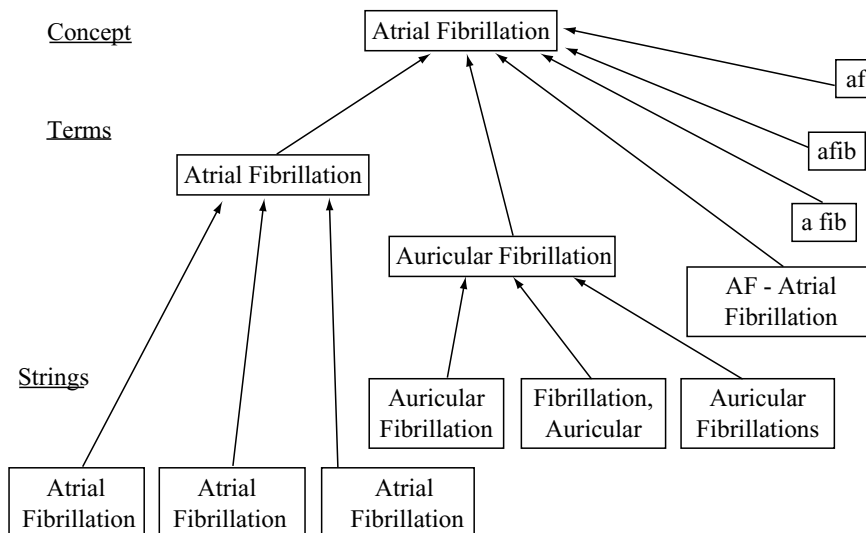 Concept
Atrial Fibrillation
af
Terms
afib
Atrial Fibrillation
a fib
Auricular Fibrillation
AF - Atrial
Fibrillation
Strings
Auricular
Fibrillation
Fibrillation,
Auricular
Auricular
Fibrillations
Atrial
Fibrillation
Atrial
Fibrillation
Atrial
Fibrillation